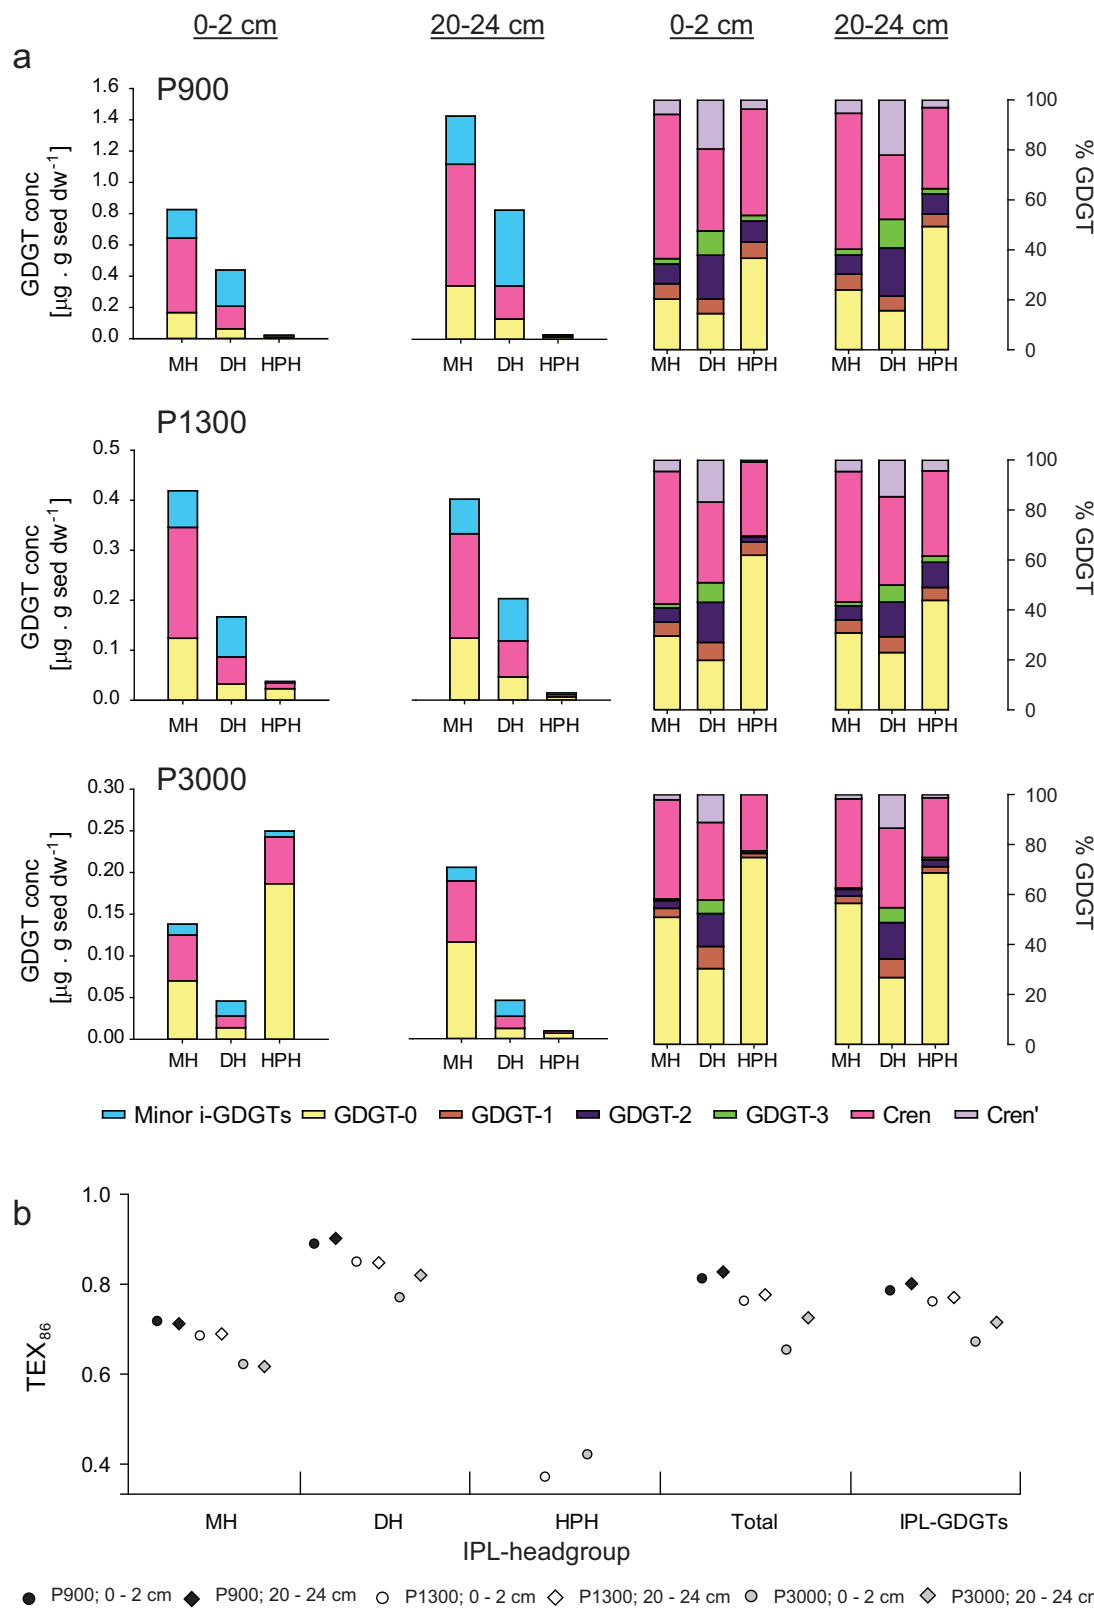 0-2 cm 20-24 cm 0-2 cm 20-24 cm
a
P900
GDGT conc
[µg . g sed dw-1]
1.6
1.4
1.2
1.0
0.8
0.6
0.4
0.2
0.0
MH DH HPH MH DH HPH MH DH HPH MH DH HPH
100
80
60
40
20
0
% GDGT
P1300
GDGT conc
[µg . g sed dw-1]
0.5
0.4
0.3
0.2
0.1
0.0
MH DH HPH MH DH HPH MH DH HPH MH DH HPH
100
80
60
40
20
0
% GDGT
P3000
GDGT conc
[µg . g sed dw-1]
0.30
0.25
0.20
0.15
0.10
0.05
0.00
MH DH HPH MH DH HPH MH DH HPH MH DH HPH
100
80
60
40
20
0
% GDGT
Minor i-GDGTs GDGT-0 GDGT-1 GDGT-2 GDGT-3 Cren Cren'
b
TEX86
1.0
0.8
0.6
0.4
MH DH HPH Total IPL-GDGTs
IPL-headgroup
P900; 0 - 2 cm P900; 20 - 24 cm P1300; 0 - 2 cm P1300; 20 - 24 cm P3000; 0 - 2 cm P3000; 20 - 24 cm